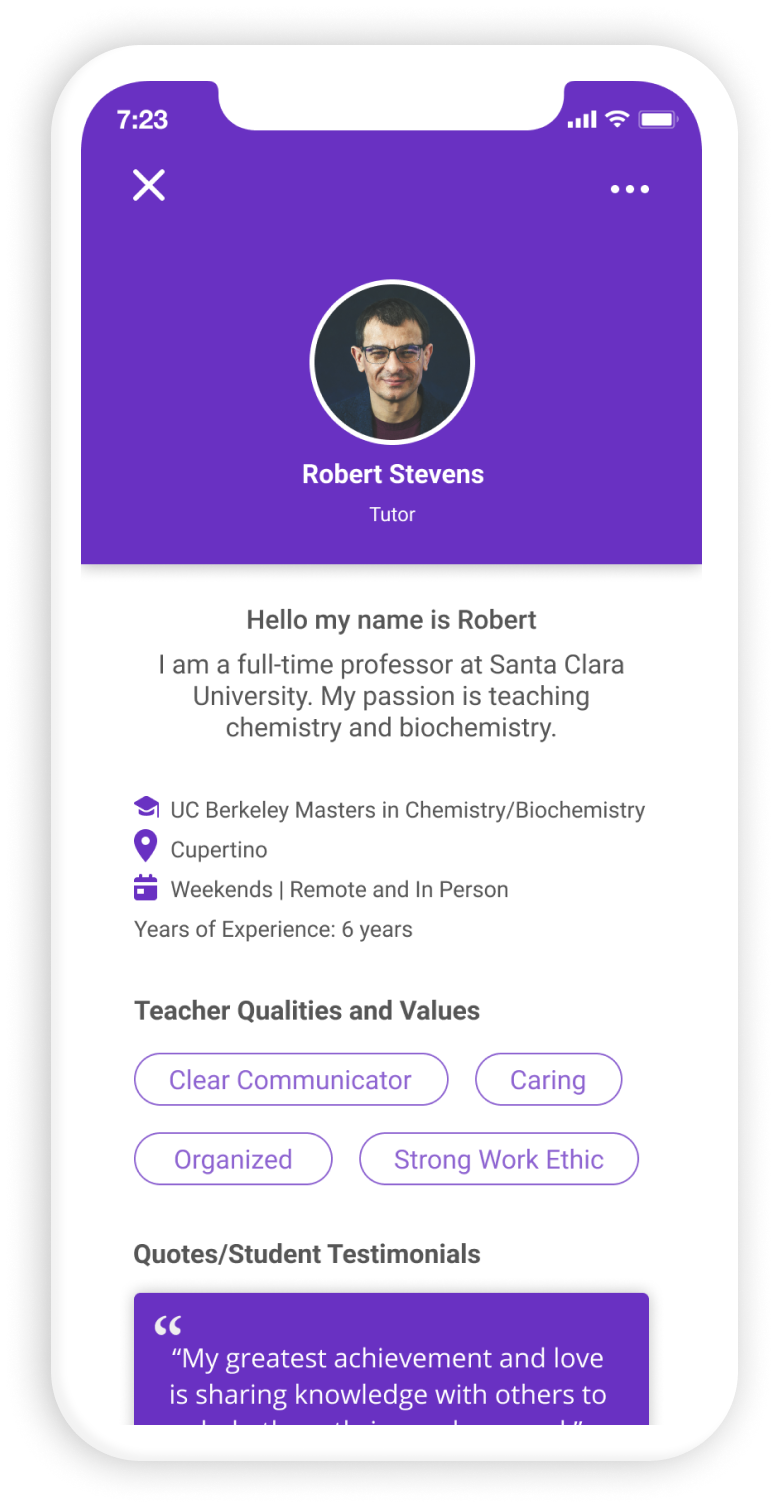 7:23
Robert Stevens
Tutor
Hello my name is Robert
I am a full-time professor at Santa Clara
University. My passion is teaching
chemistry and biochemistry.
UC Berkeley Masters in Chemistry/Biochemistry
Cupertino
Weekends | Remote and In Person
Years of Experience: 6 years
Teacher Qualities and Values
Clear Communicator
Caring
Organized
Strong Work Ethic
Quotes/Student Testimonials
“
“My greatest achievement and love
is sharing knowledge with others to